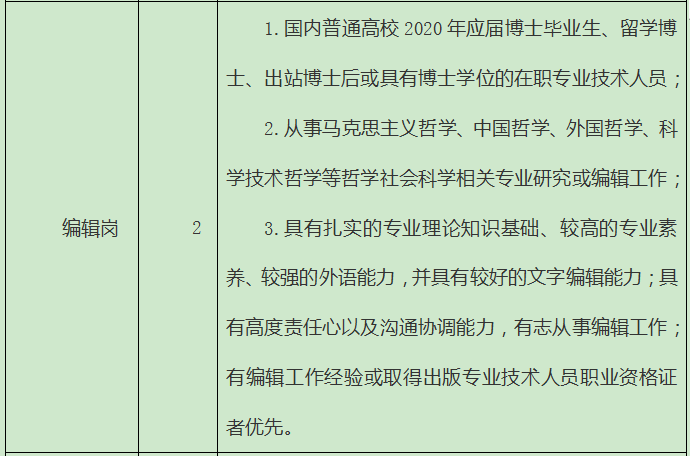 编辑岗
2
1.国内普通高校2020年应届博士毕业生、留学博
士、出站博士后或具有博士学位的在职专业技术人员；
2.从事马克思主义哲学、中国哲学、外国哲学、科
学技术哲学等哲学社会科学相关专业研究或编辑工作；
3.具有扎实的专业理论知识基础、较高的专业素
养、较强的外语能力，并具有较好的文字编辑能力；具
有高度责任心以及沟通协调能力，有志从事编辑工作；
有编辑工作经验或取得出版专业技术人员职业资格证
者优先。